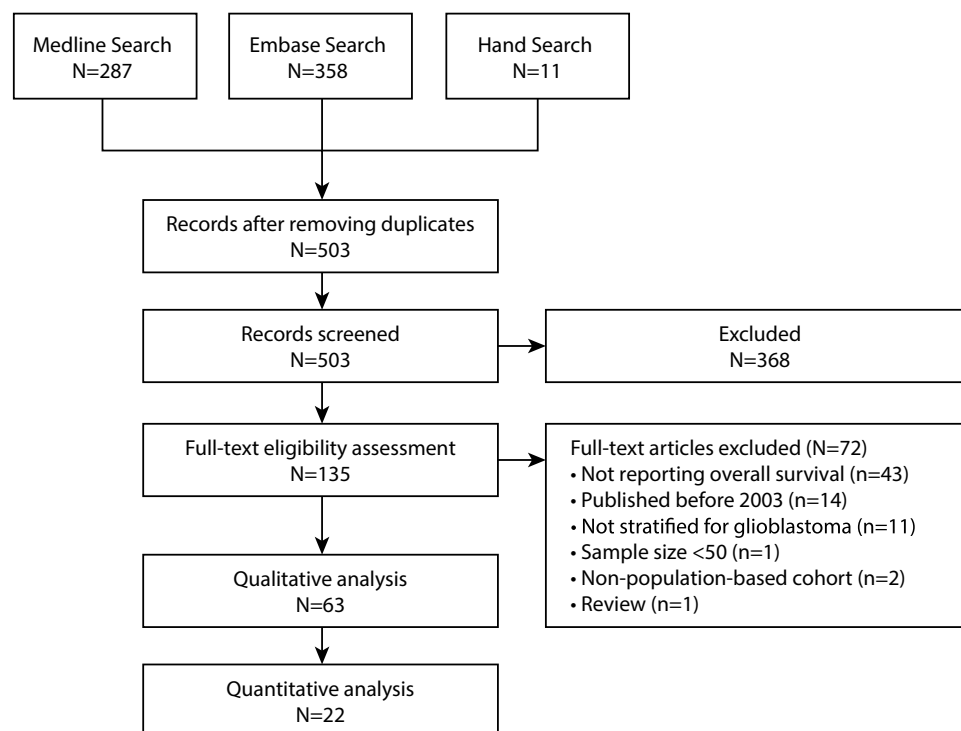 Medline Search
N=287
Embase Search
N=358
Hand Search
N=11
Records after removing duplicates
N=503
Records screened
N=503
Excluded
N=368
Full-text eligibility assessment
N=135
Full-text articles excluded (N=72)
• Not reporting overall survival (n=43)
• Published before 2003 (n=14)
• Not stratified for glioblastoma (n=11)
• Sample size <50 (n=1)
• Non-population-based cohort (n=2)
• Review (n=1)
Qualitative analysis
N=63
Quantitative analysis
N=22